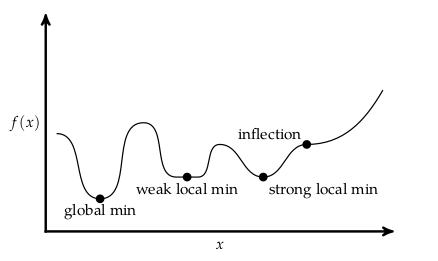 f(x)
inflection
weak local min
strong local min
global min
x